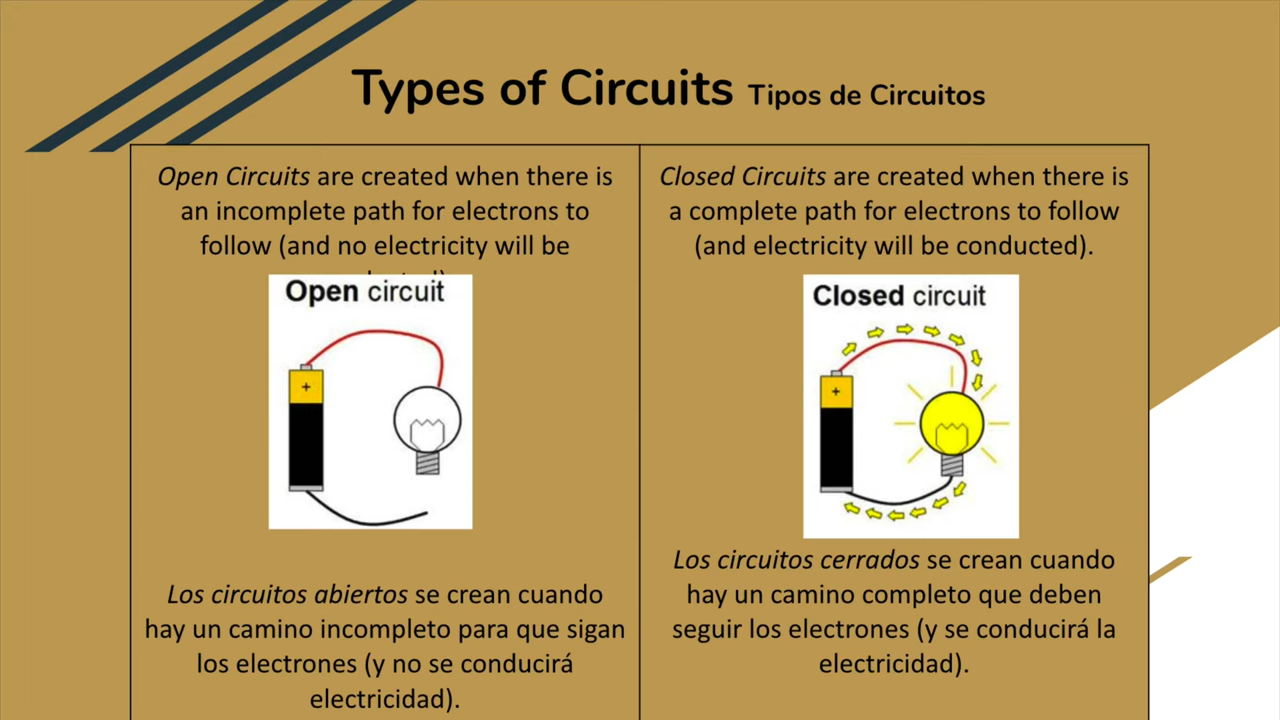 Types of Circuits Tipos de Circuitos
Open Circuits are created when there is
an incomplete path for electrons to
follow (and no electricity will be
Open circuit
+
Los circuitos abiertos se crean cuando
hay un camino incompleto para que sigan
los electrones (y no se conducirá
electricidad).
Closed Circuits are created when there is
a complete path for electrons to follow
(and electricity will be conducted).
Closed circuit
+
Los circuitos cerrados se crean cuando
hay un camino completo que deben
seguir los electrones (y se conducirá la
electricidad).